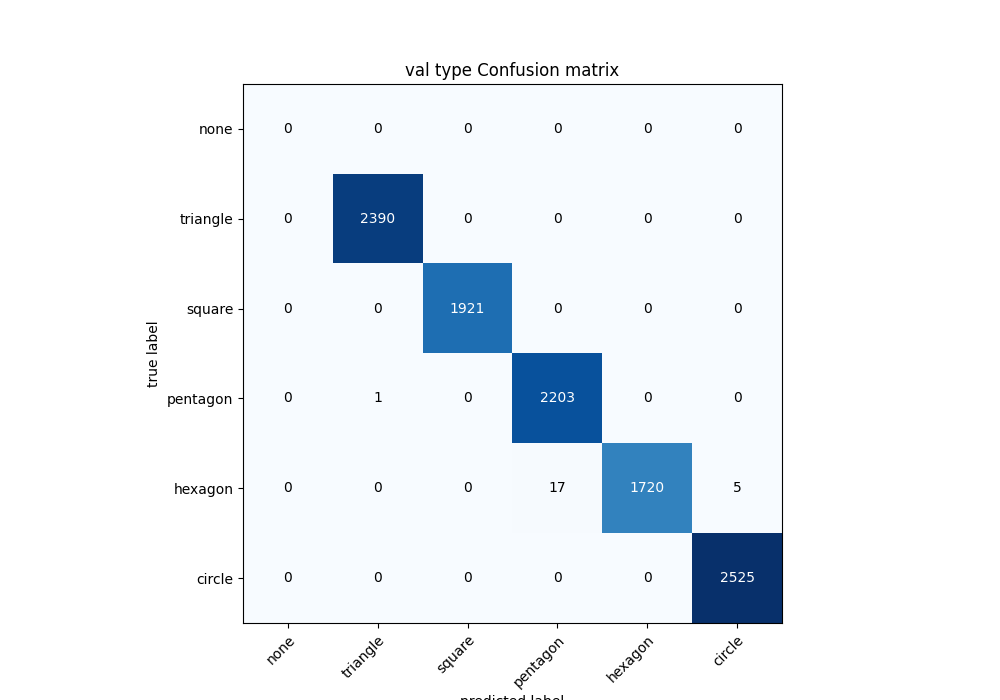 val type Confusion matrix
none 0 0 0 0 0 0
triangle 0 2390 0 0 0 0
square 0 0 1921 0 0 0
pentagon 0 1 0 2203 0 0
hexagon 0 0 0 17 1720 5
circle 0 0 0 0 0 2525
true label
none triangle square pentagon hexagon circle
predicted label